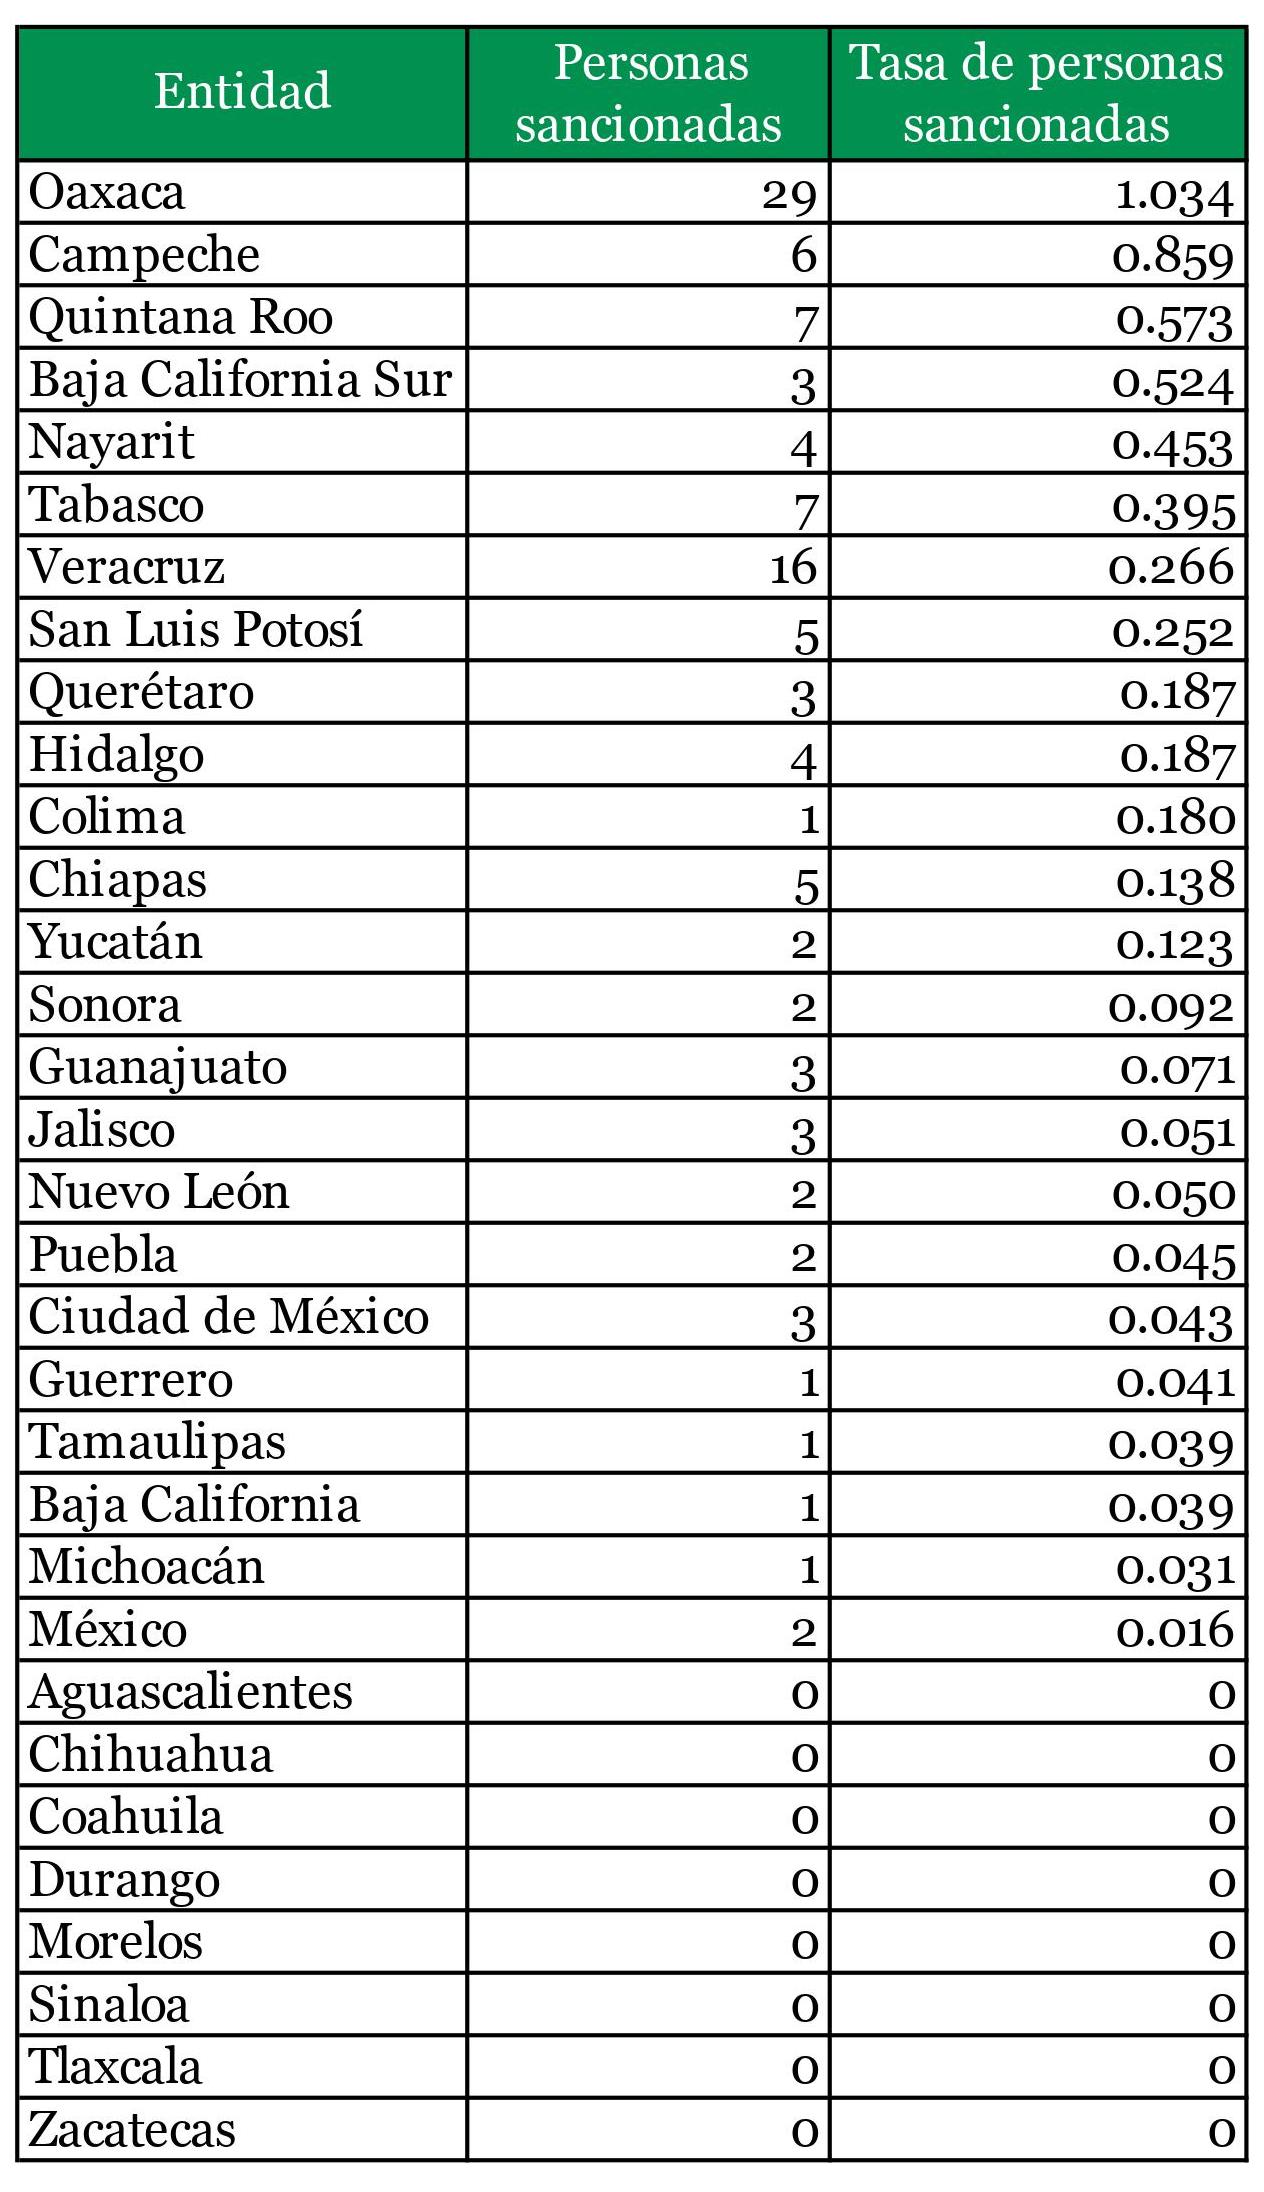 Entidad Personas sancionadas Tasa de personas sancionadas
Oaxaca 29 1.034
Campeche 6 0.859
Quintana Roo 7 0.573
Baja California Sur 3 0.524
Nayarit 4 0.453
Tabasco 7 0.395
Veracruz 16 0.266
San Luis Potosí 5 0.252
Querétaro 3 0.187
Hidalgo 4 0.187
Colima 1 0.180
Chiapas 5 0.138
Yucatán 2 0.123
Sonora 2 0.092
Guanajuato 3 0.071
Jalisco 3 0.051
Nuevo León 2 0.050
Puebla 2 0.045
Ciudad de México 3 0.043
Guerrero 1 0.041
Tamaulipas 1 0.039
Baja California 1 0.039
Michoacán 1 0.031
México 2 0.016
Aguascalientes 0 0
Chihuahua 0 0
Coahuila 0 0
Durango 0 0
Morelos 0 0
Sinaloa 0 0
Tlaxcala 0 0
Zacatecas 0 0